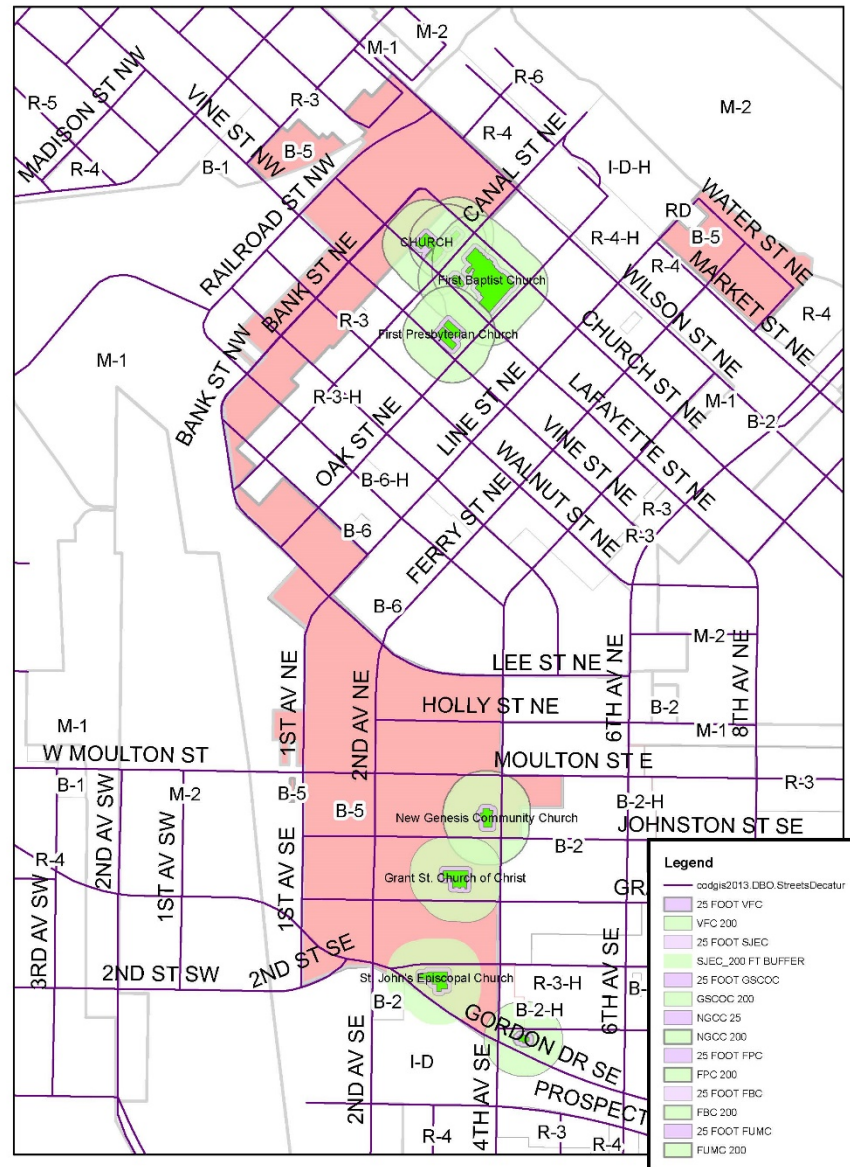 M-2
M-1
R-6
R-5
MADISON ST NW
VINE ST NW
R-3
R-4
M-2
B-5
R-4
B-1
CANAL ST NE
I-D-H
RAILROAD ST NW
WATER ST NE
RD
B-5
R-4-H
CHURCH
R-4
MARKET ST NE
First Baptist Church
BANK ST NE
WILSON ST NE
R-4
R-3
First Presbyterian Church
CHURCH ST NE
M-1
BANK ST NW
LAFAYETTE ST NE
M-1
R-3-H
LINE ST NE
B-2
OAK ST NE
VINE ST NE
WALNUT ST NE
B-6-H
FERRY ST NE
R-3
B-6
R-3
B-6
M-2
LEE ST NE
1ST AV NE
2ND AV NE
6TH AV NE
8TH AV NE
HOLLY ST NE
B-2
M-1
M-1
W MOULTON ST
MOULTON ST E
R-3
B-1
M-2
B-5
B-5
B-2-H
New Genesis Community Church
JOHNSTON ST SE
2ND AV SW
1ST AV SW
B-2
R-4
Grant St. Church of Christ
GRA
3RD AV SW
1ST AV SE
2ND ST SW
2ND ST SE
St. John's Episcopal Church
R-3-H
6TH AV SE
B-
B-2
B-2-H
GORDON DR SE
2ND AV SE
I-D
4TH AV SE
PROSPECT
R-4
R-3
R-4
Legend
codgis2013.DBO.StreetsDecatur
25 FOOT VFC
VFC 200
25 FOOT SJEC
SJEC_200 FT BUFFER
25 FOOT GSCOC
GSCOC 200
NGCC 25
NGCC 200
25 FOOT FPC
FPC 200
25 FOOT FBC
FBC 200
25 FOOT FUMC
FUMC 200